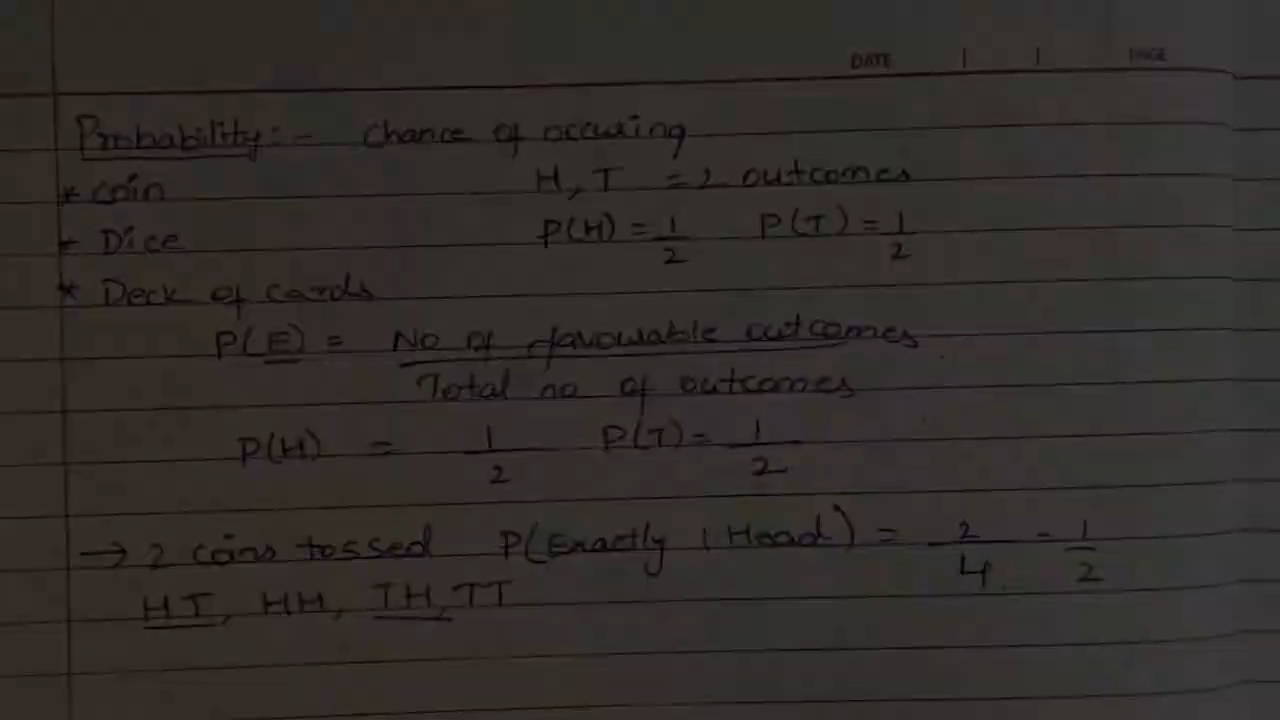 DATE | | PAGE
Probability:- Chance of occuring
* coin H, T = 2 outcomes
* Dice P(H) = 1/2 P(T) = 1/2
* Deck of cards
P(E) = No of favourable outcomes
Total no of outcomes
P(H) = 1/2 P(T) = 1/2
→ 2 coins tossed P(Exactly 1 Head) = 2/4 = 1/2
HT, HH, TH, TT